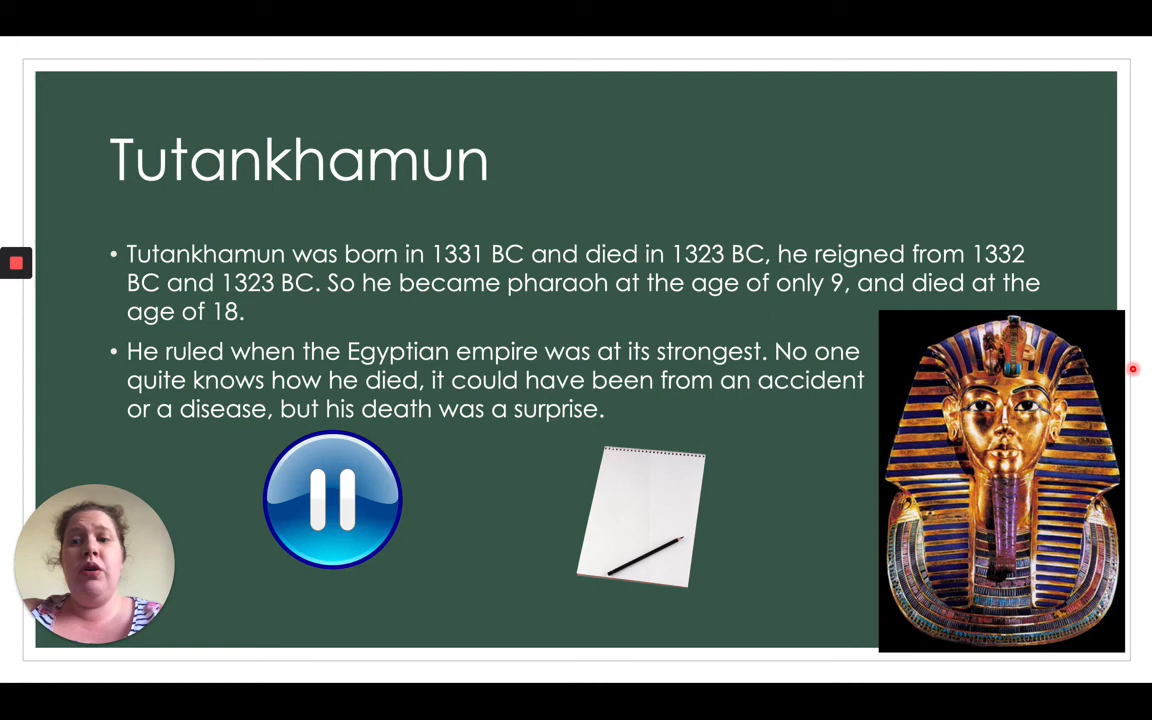 Tutankhamun
• Tutankhamun was born in 1331 BC and died in 1323 BC, he reigned from 1332
BC and 1323 BC. So he became pharaoh at the age of only 9, and died at the
age of 18.
• He ruled when the Egyptian empire was at its strongest. No one
quite knows how he died, it could have been from an accident
or a disease, but his death was a surprise.